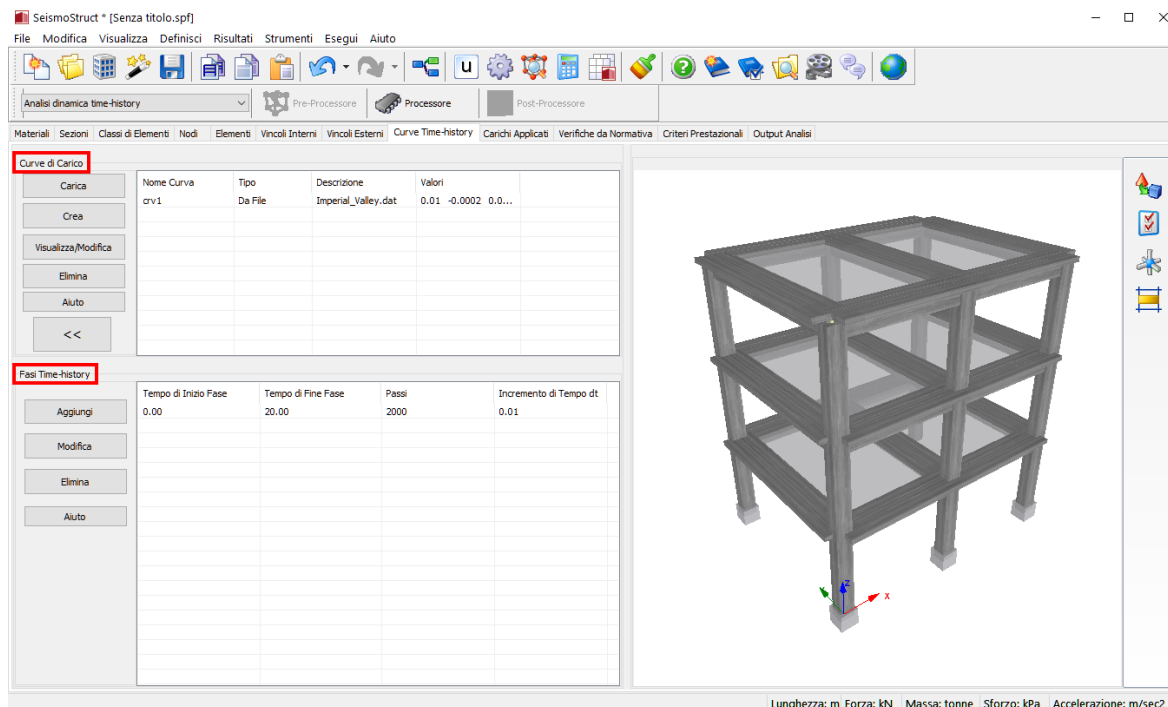 SeismoStruct * [Senza titolo.spf]
File Modifica Visualizza Definisci Risultati Strumenti Esegui Aiuto
u
Analisi dinamica time-history Pre-Processore Processore Post-Processore
Materiali Sezioni Classi di Elementi Nodi Elementi Vincoli Interni Vincoli Esterni Curve Time-history Carichi Applicati Verifiche da Normativa Criteri Prestazionali Output Analisi
Curve di Carico
Carica
Crea
Visualizza/Modifica
Elimina
Aiuto
<<
Nome Curva Tipo Descrizione Valori
crv1 Da File Imperial_Valley.dat 0.01 -0.0002 0.0...
Fasi Time-history
Aggiungi
Modifica
Elimina
Aiuto
Tempo di Inizio Fase Tempo di Fine Fase Passi Incremento di Tempo dt
0.00 20.00 2000 0.01
Z
Y
X
Lunghezza: m Forza: kN Massa: tonne Sforzo: kPa Accelerazione: m/sec2